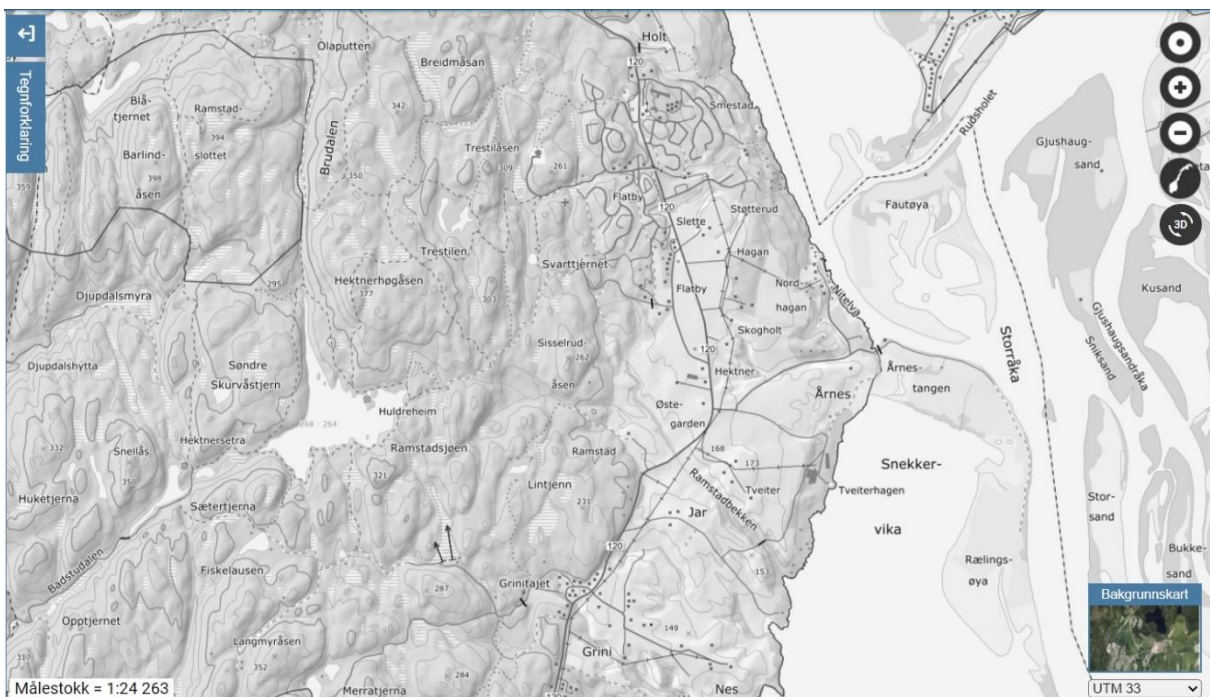 Tegnforklaring
Olaputten
Breidmåsan
Holt
120
Blå-
tjernet
Ramstad-
slottet
394
342
Smestad
Rudsholet
Gjushaug-
sand
Barlind-
åsen
398
359
Brudalen
350
Trestilåsen
309
261
Flatby
120
Slette
Støtterud
Fautøya
Hagan
Trestilen
Svarttjernet
Hektnerhøgåsen
377
303
295
Flatby
Nord-
hagan
Nitelva
Kusand
Djupdalsmyra
Skogholt
Storråka
Gjushaugsandråka
Sniksand
Djupdalshytta
Søndre
Skurvåstjern
Sisselrud-
åsen
262
120
Hektner
Årnes-
tangen
Årnes
Huldreheim
Øste-
garden
Hektnersetra
Ramstadsjøen
Ramstad
168
332
Snellås
350
321
Lintjenn
231
Ramstadbekken
173
Tveiter
Snekker-
vika
Tveiterhagen
Huketjerna
Sætertjerna
Jar
Stor-
sand
120
Badstudalen
Fiskelausen
153
Rælings-
øya
Bukke-
sand
Grinitajet
287
Opptjernet
Langmyråsen
352
149
Grini
317
284
Merratjerna
120
Nes
3D
Bakgrunnskart
Målestokk = 1:24 263
UTM 33